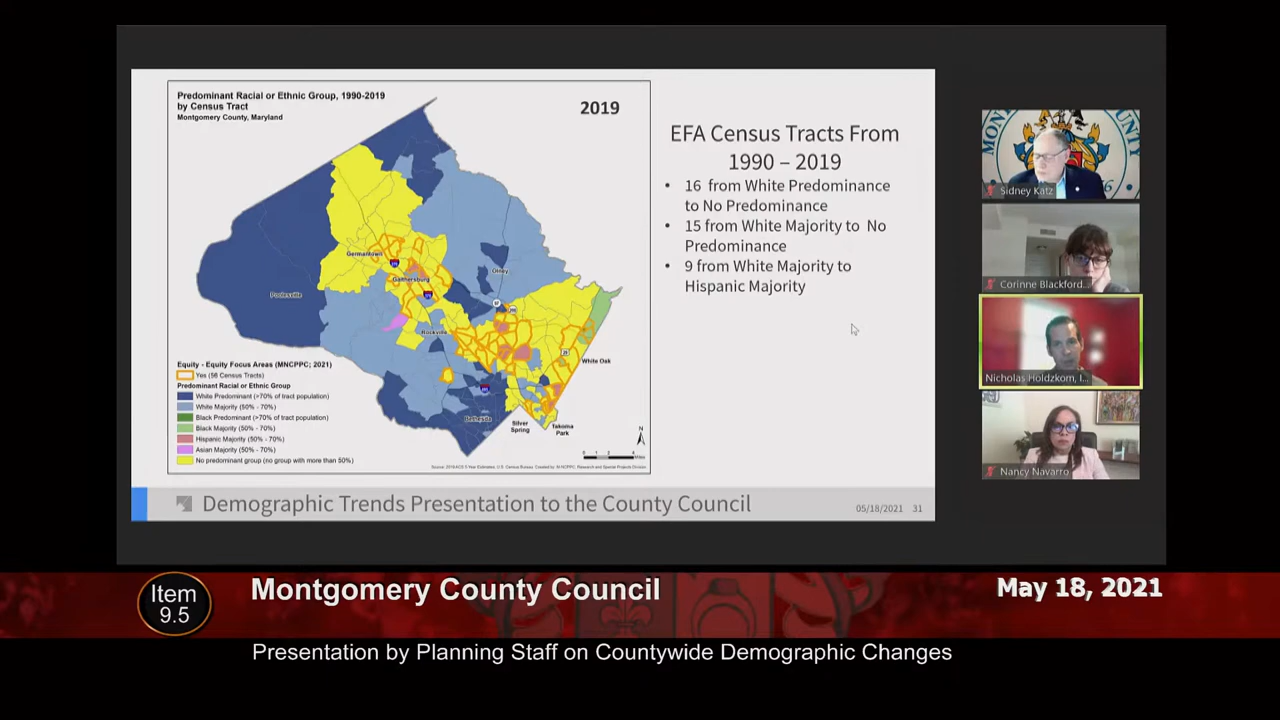 Predominant Racial or Ethnic Group, 1990-2019
by Census Tract
Montgomery County, Maryland
2019
Germantown
Gaithersburg
Olney
Poolesville
Rockville
White Oak
Bethesda
Silver
Spring
Takoma
Park
N
Equity - Equity Focus Areas (MNCPPC; 2021)
Yes (56 Census Tracts)
Predominant Racial or Ethnic Group
White Predominant (>70% of tract population)
White Majority (50% - 70%)
Black Predominant (>70% of tract population)
Black Majority (50% - 70%)
Hispanic Majority (50% - 70%)
Asian Majority (50% - 70%)
No predominant group (no group with more than 50%)
EFA Census Tracts From
1990 – 2019
• 16 from White Predominance
to No Predominance
• 15 from White Majority to No
Predominance
• 9 from White Majority to
Hispanic Majority
Demographic Trends Presentation to the County Council
05/18/2021 31
Sidney Katz
Corinne Blackford...
Nicholas Holdzkom, I...
Nancy Navarro
Item
9.5
Montgomery County Council
May 18, 2021
Presentation by Planning Staff on Countywide Demographic Changes